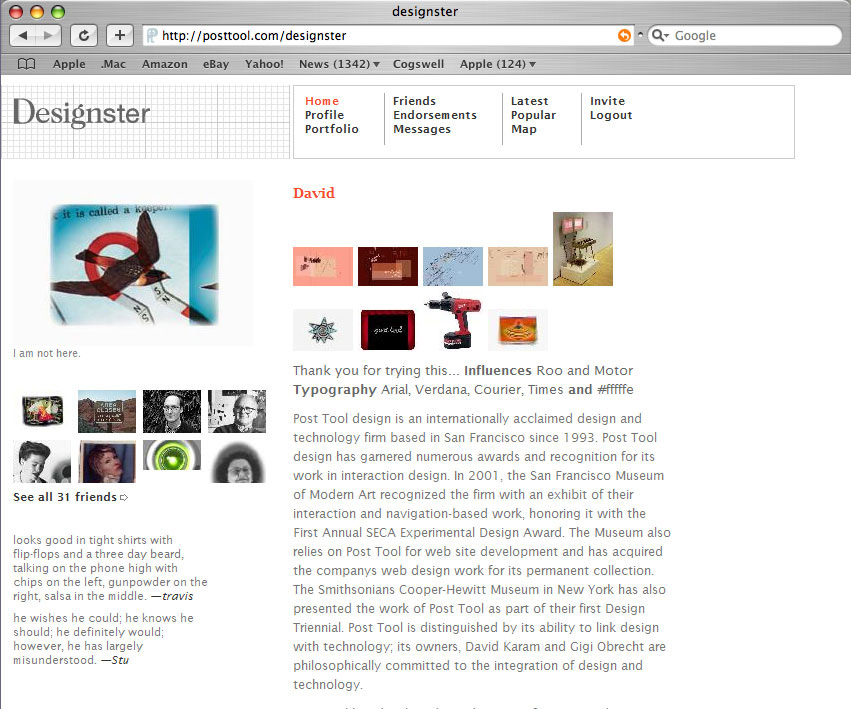 designster
http://posttool.com/designster
Google
Apple .Mac Amazon eBay Yahoo! News (1342) Cogswell Apple (124)
Designster
Home
Profile
Portfolio
Friends
Endorsements
Messages
Latest
Popular
Map
Invite
Logout
it is called a keeper.
I am not here.
See all 31 friends
looks good in tight shirts with
flip-flops and a three day beard,
talking on the phone high with
chips on the left, gunpowder on the
right, salsa in the middle. —travis
he wishes he could; he knows he
should; he definitely would;
however, he has largely
misunderstood. —Stu
David
post tool
Thank you for trying this... Influences Roo and Motor
Typography Arial, Verdana, Courier, Times and #fffffe
Post Tool design is an internationally acclaimed design and
technology firm based in San Francisco since 1993. Post Tool
design has garnered numerous awards and recognition for its
work in interaction design. In 2001, the San Francisco Museum
of Modern Art recognized the firm with an exhibit of their
interaction and navigation-based work, honoring it with the
First Annual SECA Experimental Design Award. The Museum also
relies on Post Tool for web site development and has acquired
the companys web design work for its permanent collection.
The Smithsonians Cooper-Hewitt Museum in New York has also
presented the work of Post Tool as part of their first Design
Triennial. Post Tool is distinguished by its ability to link design
with technology; its owners, David Karam and Gigi Obrecht are
philosophically committed to the integration of design and
technology.